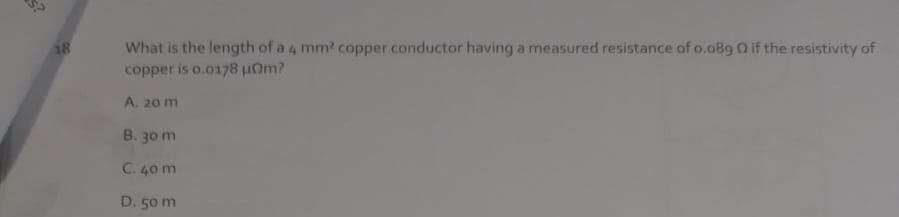 s?
18 What is the length of a 4 mm² copper conductor having a measured resistance of 0.089 Ω if the resistivity of
copper is 0.0178 µΩm?
A. 20 m
B. 30 m
C. 40 m
D. 50 m